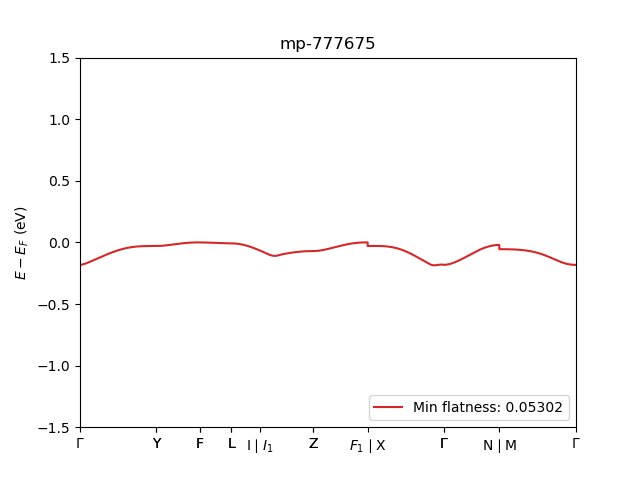 mp-777675
E − E_F (eV)
1.5
1.0
0.5
0.0
−0.5
−1.0
−1.5
Min flatness: 0.05302
Γ Y F L I | I₁ Z F₁ | X Γ N | M Γ